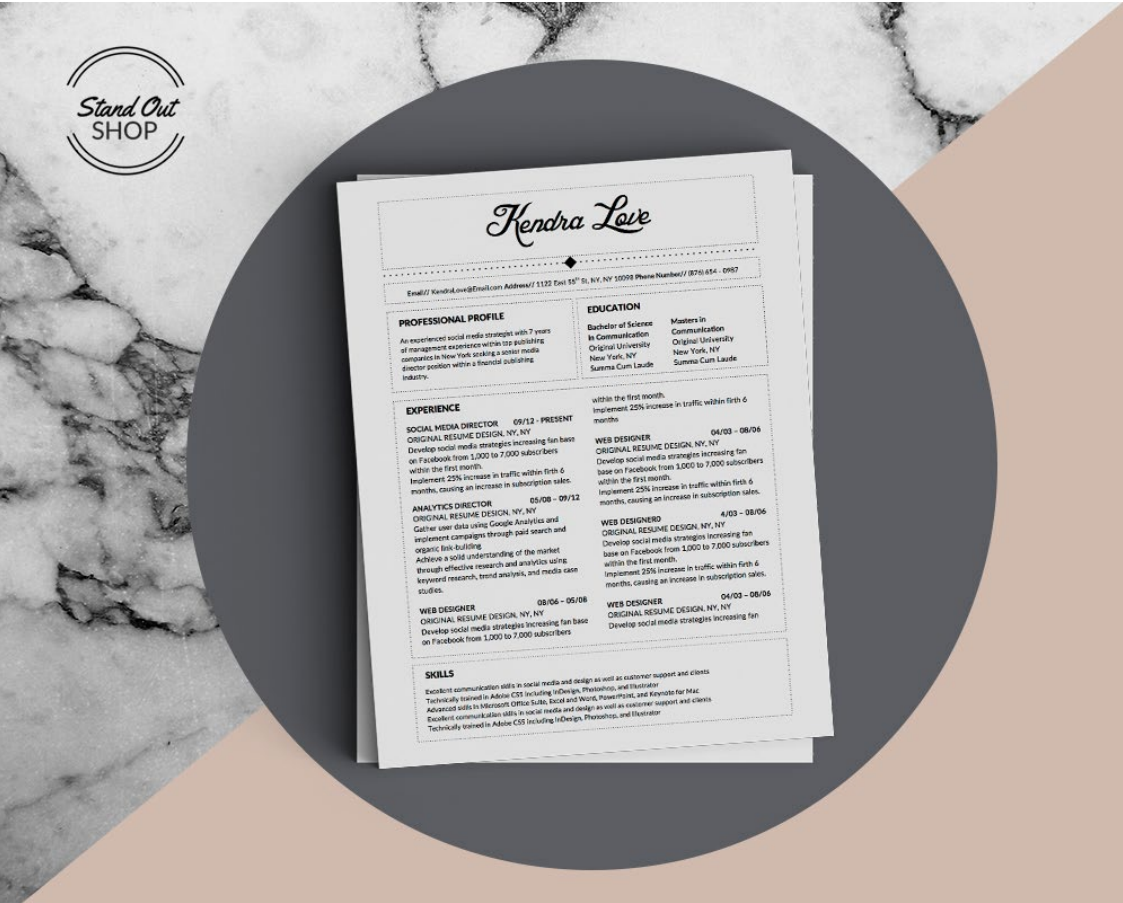 Stand Out
SHOP
Kendra Love
Email// KendraLove@Email.com Address// 1122 East 55th St, NY, NY 10098 Phone Number// (876) 654 - 0987
PROFESSIONAL PROFILE
An experienced social media strategist with 7 years
of management experience within top publishing
companies in New York seeking a senior media
director position within a financial publishing
industry.
EDUCATION
Bachelor of Science
in Communication
Original University
New York, NY
Summa Cum Laude
Masters in
Communication
Original University
New York, NY
Summa Cum Laude
EXPERIENCE
SOCIAL MEDIA DIRECTOR 09/12 - PRESENT
ORIGINAL RESUME DESIGN, NY, NY
Develop social media strategies increasing fan base
on Facebook from 1,000 to 7,000 subscribers
within the first month.
Implement 25% increase in traffic within firth 6
months, causing an increase in subscription sales.
ANALYTICS DIRECTOR 05/08 – 09/12
ORIGINAL RESUME DESIGN, NY, NY
Gather user data using Google Analytics and
implement campaigns through paid search and
organic link-building
Achieve a solid understanding of the market
through effective research and analytics using
keyword research, trend analysis, and media case
studies.
WEB DESIGNER 08/06 – 05/08
ORIGINAL RESUME DESIGN, NY, NY
Develop social media strategies increasing fan base
on Facebook from 1,000 to 7,000 subscribers
within the first month.
Implement 25% increase in traffic within firth 6
months
WEB DESIGNER 04/03 – 08/06
ORIGINAL RESUME DESIGN, NY, NY
Develop social media strategies increasing fan
base on Facebook from 1,000 to 7,000 subscribers
within the first month.
Implement 25% increase in traffic within firth 6
months, causing an increase in subscription sales.
WEB DESIGNER0 4/03 – 08/06
ORIGINAL RESUME DESIGN, NY, NY
Develop social media strategies increasing fan
base on Facebook from 1,000 to 7,000 subscribers
within the first month.
Implement 25% increase in traffic within firth 6
months, causing an increase in subscription sales.
WEB DESIGNER 04/03 – 08/06
ORIGINAL RESUME DESIGN, NY, NY
Develop social media strategies increasing fan
SKILLS
Excellent communication skills in social media and design as well as customer support and clients
Technically trained in Adobe CS5 including InDesign, Photoshop, and Illustrator
Advanced skills in Microsoft Office Suite, Excel and Word, PowerPoint, and Keynote for Mac
Excellent communication skills in social media and design as well as customer support and clients
Technically trained in Adobe CS5 including InDesign, Photoshop, and Illustrator